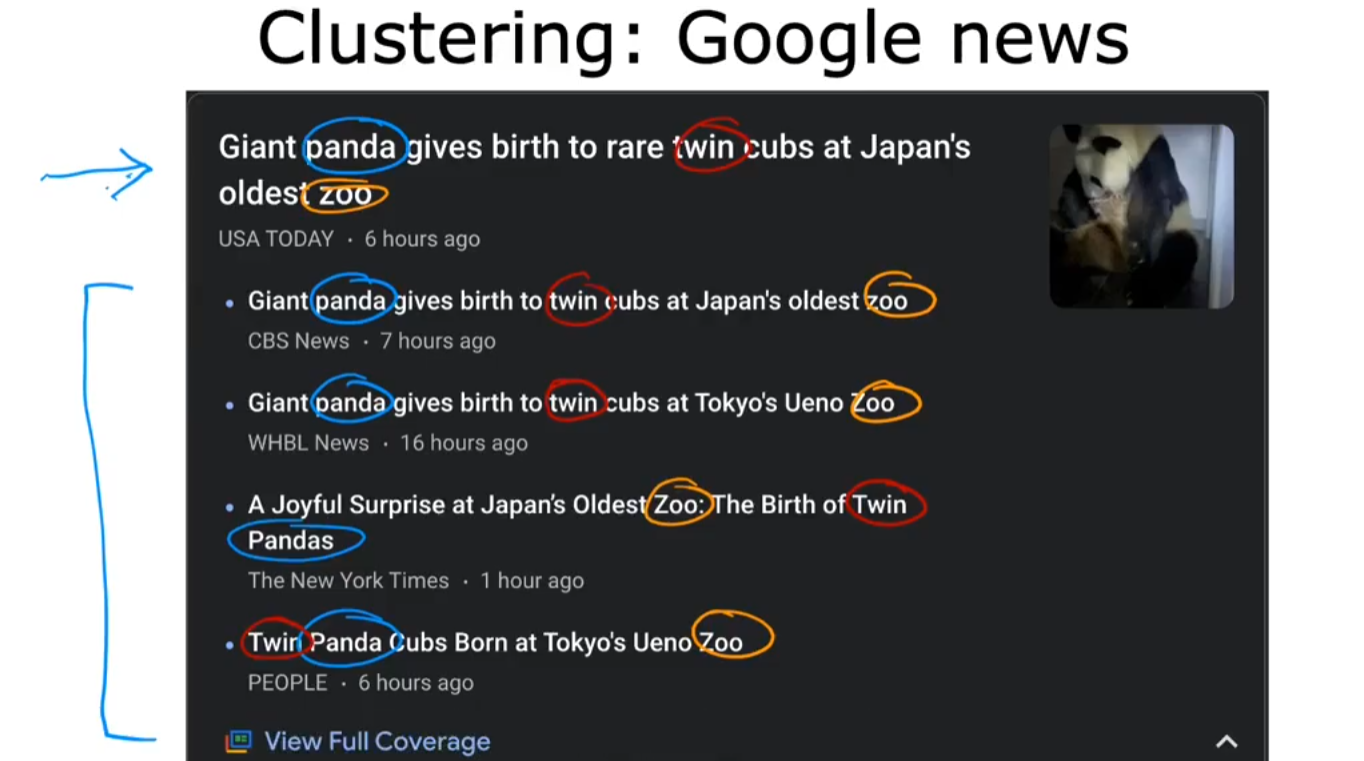 Clustering: Google news
Giant panda gives birth to rare twin cubs at Japan's
oldest zoo
USA TODAY · 6 hours ago
• Giant panda gives birth to twin cubs at Japan's oldest zoo
CBS News · 7 hours ago
• Giant panda gives birth to twin cubs at Tokyo's Ueno Zoo
WHBL News · 16 hours ago
• A Joyful Surprise at Japan’s Oldest Zoo: The Birth of Twin
Pandas
The New York Times · 1 hour ago
• Twin Panda Cubs Born at Tokyo's Ueno Zoo
PEOPLE · 6 hours ago
View Full Coverage